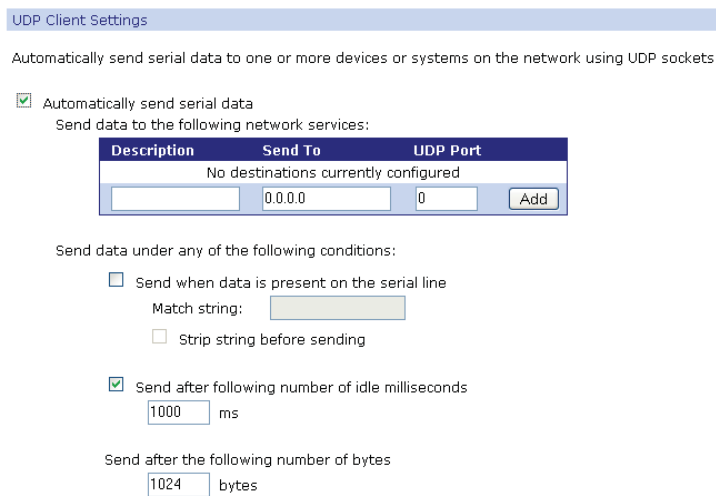 UDP Client Settings
Automatically send serial data to one or more devices or systems on the network using UDP sockets
Automatically send serial data
Send data to the following network services:
Description Send To UDP Port
No destinations currently configured
0.0.0.0 0 Add
Send data under any of the following conditions:
Send when data is present on the serial line
Match string:
Strip string before sending
Send after following number of idle milliseconds
1000 ms
Send after the following number of bytes
1024 bytes